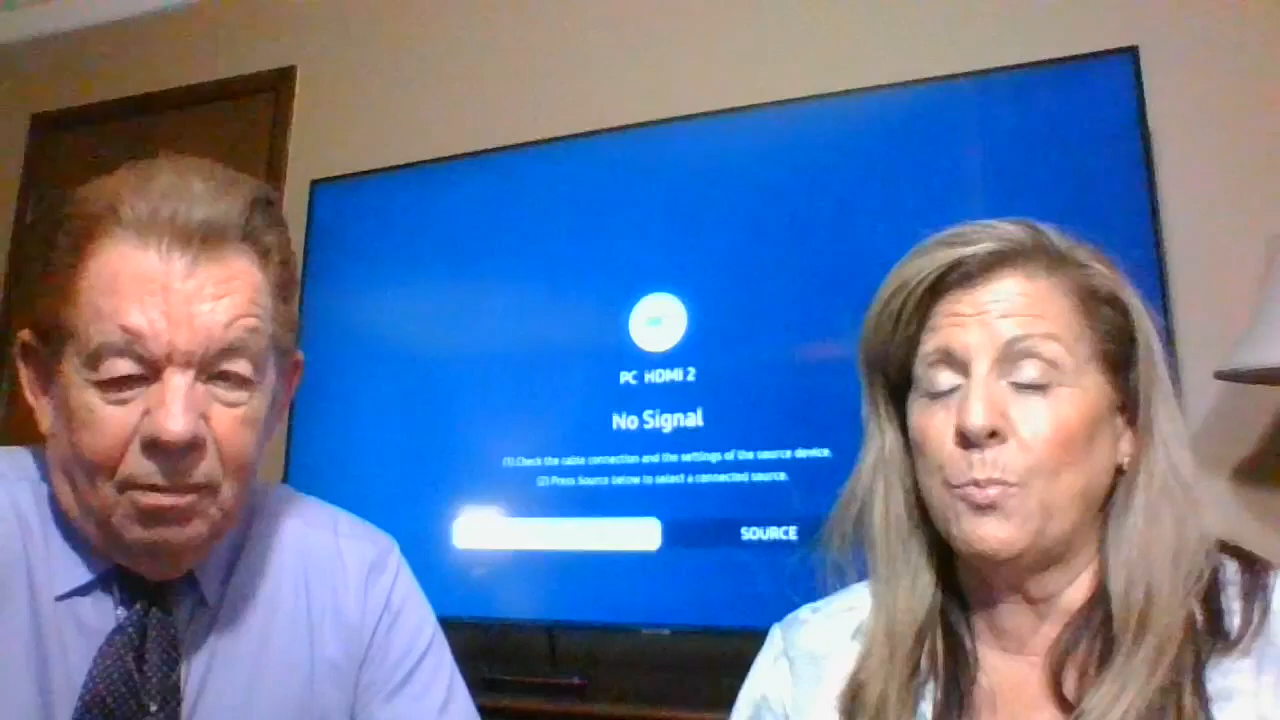 PC HDMI 2
No Signal
(1) Check the cable connection and the settings of the source device.
(2) Press Source below to select a connected source.
SOURCE